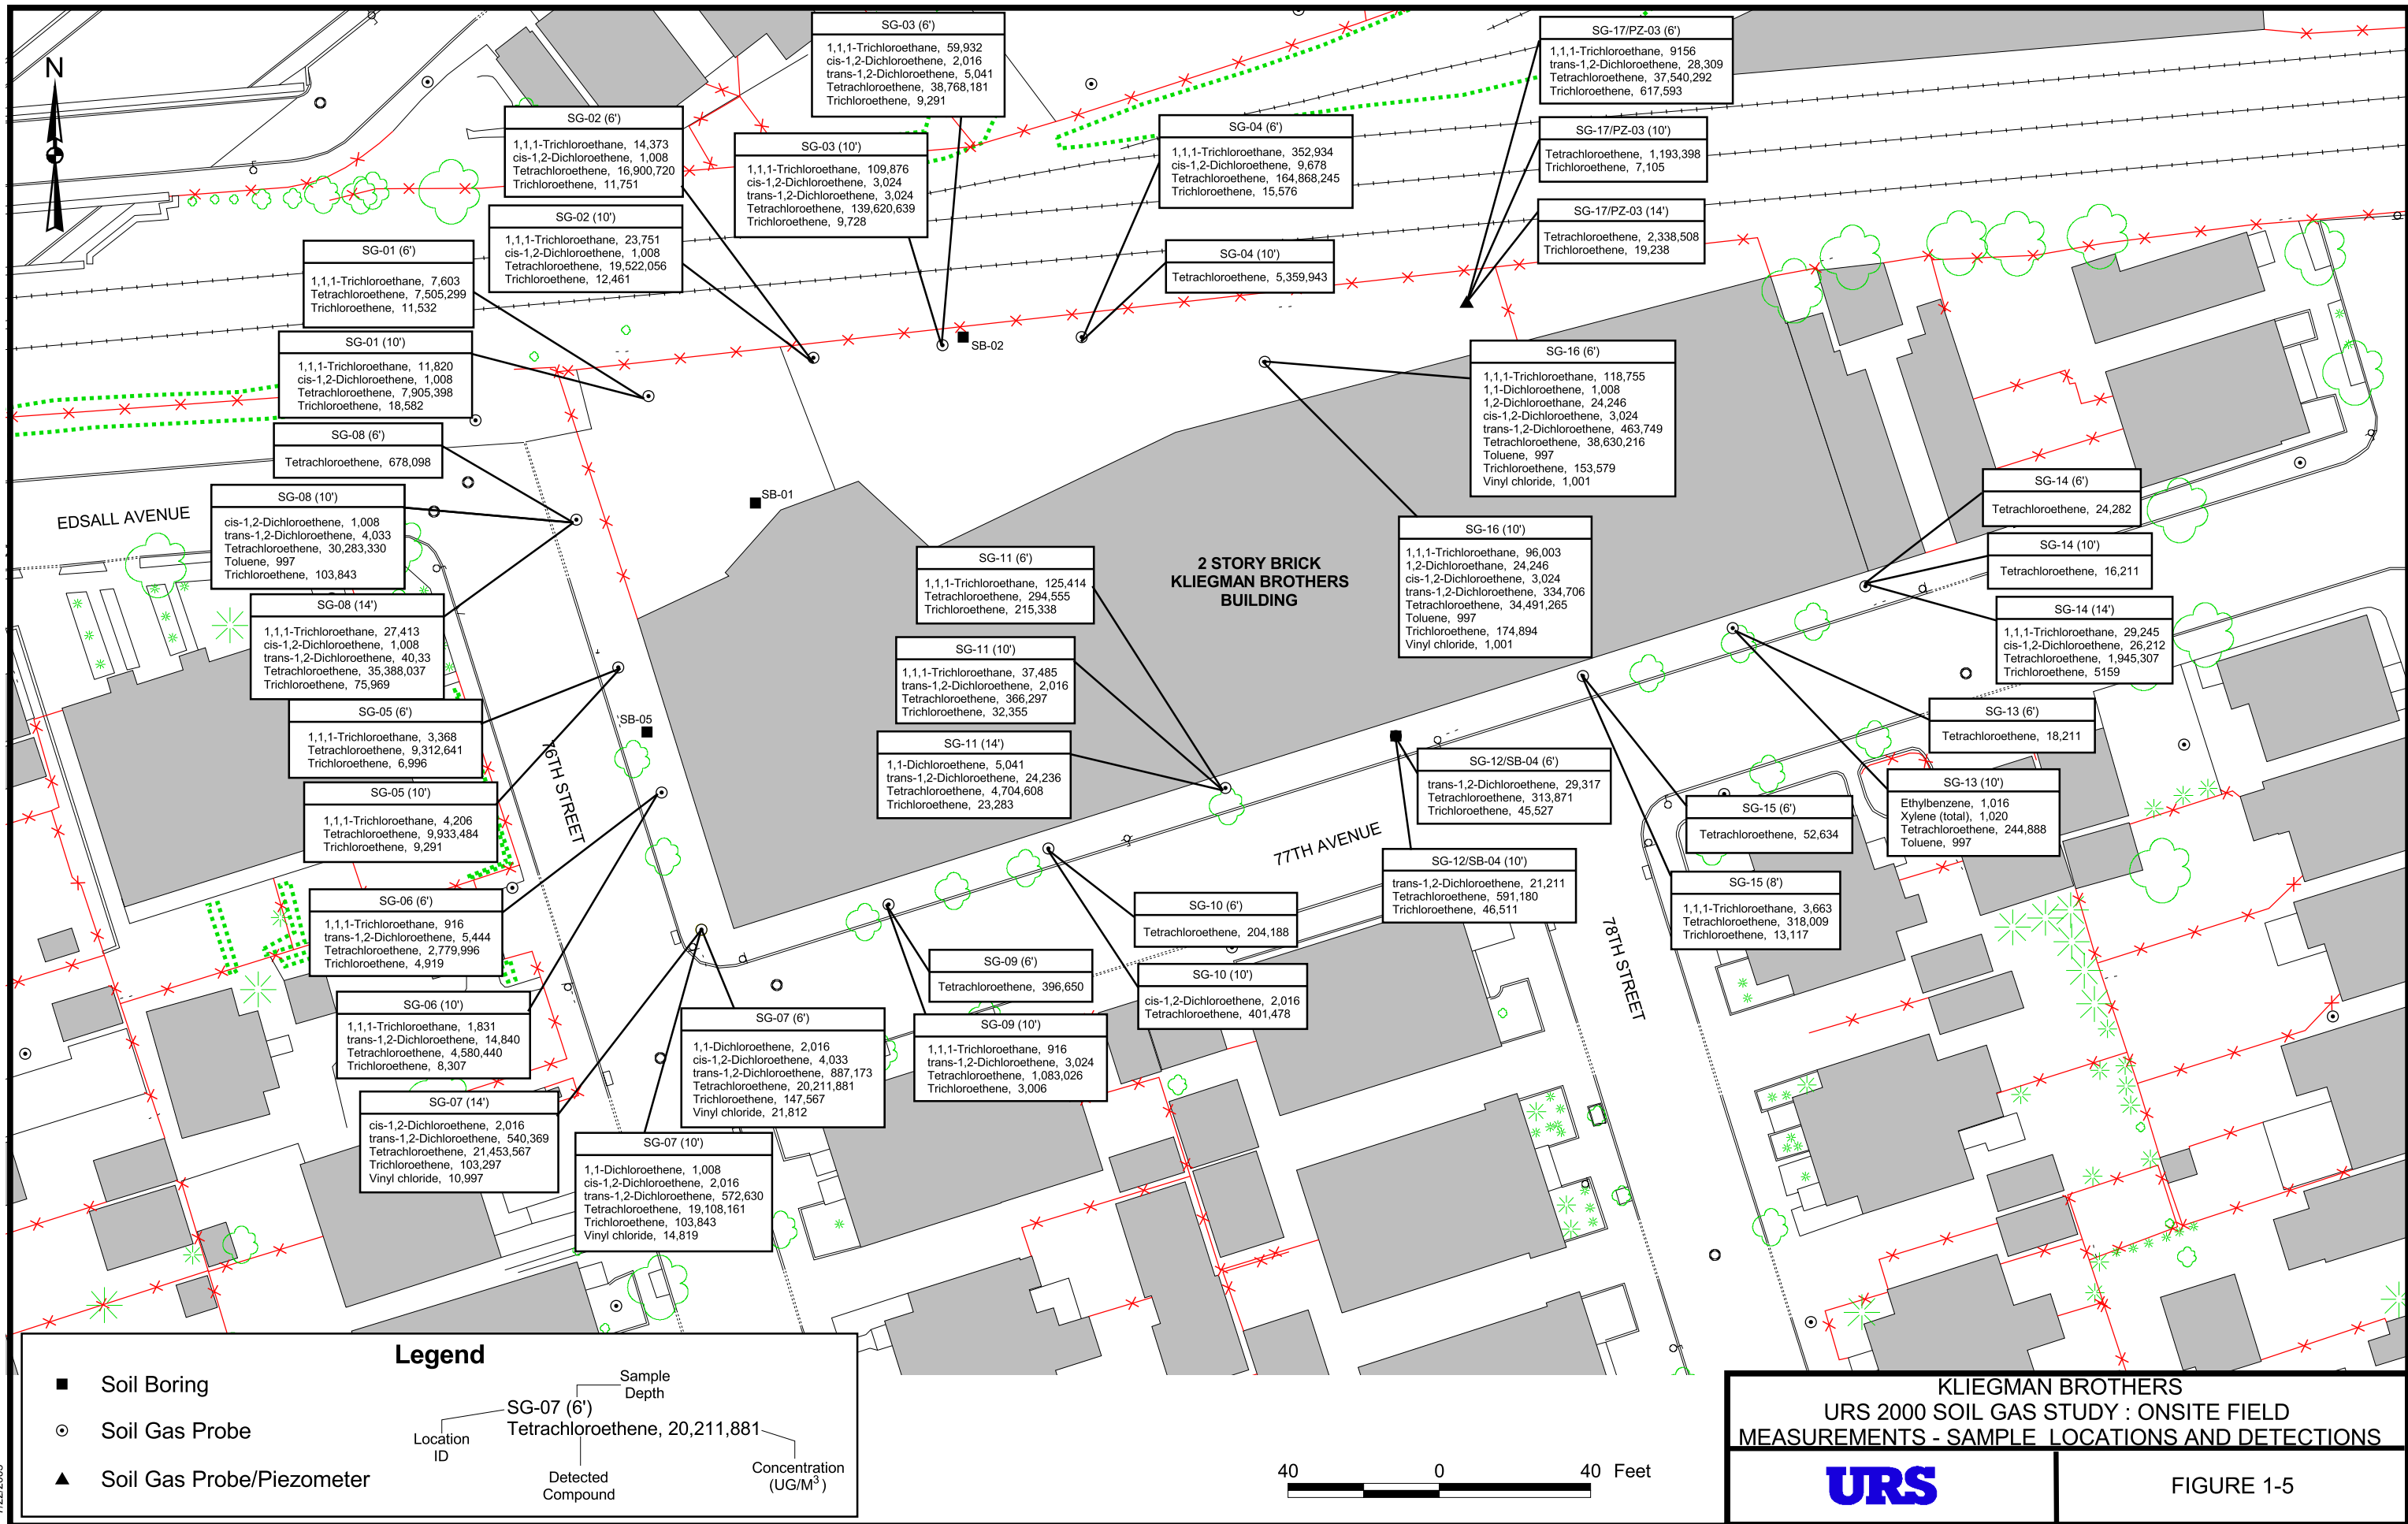 N
SG-03 (6')
1,1,1-Trichloroethane, 59,932
cis-1,2-Dichloroethene, 2,016
trans-1,2-Dichloroethene, 5,041
Tetrachloroethene, 38,768,181
Trichloroethene, 9,291
SG-17/PZ-03 (6')
1,1,1-Trichloroethane, 9156
trans-1,2-Dichloroethene, 28,309
Tetrachloroethene, 37,540,292
Trichloroethene, 617,593
SG-02 (6')
1,1,1-Trichloroethane, 14,373
cis-1,2-Dichloroethene, 1,008
Tetrachloroethene, 16,900,720
Trichloroethene, 11,751
SG-03 (10')
1,1,1-Trichloroethane, 109,876
cis-1,2-Dichloroethene, 3,024
trans-1,2-Dichloroethene, 3,024
Tetrachloroethene, 139,620,639
Trichloroethene, 9,728
SG-04 (6')
1,1,1-Trichloroethane, 352,934
cis-1,2-Dichloroethene, 9,678
Tetrachloroethene, 164,868,245
Trichloroethene, 15,576
SG-17/PZ-03 (10')
Tetrachloroethene, 1,193,398
Trichloroethene, 7,105
SG-02 (10')
1,1,1-Trichloroethane, 23,751
cis-1,2-Dichloroethene, 1,008
Tetrachloroethene, 19,522,056
Trichloroethene, 12,461
SG-17/PZ-03 (14')
Tetrachloroethene, 2,338,508
Trichloroethene, 19,238
SG-01 (6')
1,1,1-Trichloroethane, 7,603
Tetrachloroethene, 7,505,299
Trichloroethene, 11,532
SG-04 (10')
Tetrachloroethene, 5,359,943
SG-01 (10')
1,1,1-Trichloroethane, 11,820
cis-1,2-Dichloroethene, 1,008
Tetrachloroethene, 7,905,398
Trichloroethene, 18,582
SB-02
SG-16 (6')
1,1,1-Trichloroethane, 118,755
1,1-Dichloroethene, 1,008
1,2-Dichloroethane, 24,246
cis-1,2-Dichloroethene, 3,024
trans-1,2-Dichloroethene, 463,749
Tetrachloroethene, 38,630,216
Toluene, 997
Trichloroethene, 153,579
Vinyl chloride, 1,001
SG-08 (6')
Tetrachloroethene, 678,098
SG-14 (6')
Tetrachloroethene, 24,282
EDSALL AVENUE
SG-08 (10')
cis-1,2-Dichloroethene, 1,008
trans-1,2-Dichloroethene, 4,033
Tetrachloroethene, 30,283,330
Toluene, 997
Trichloroethene, 103,843
SB-01
SG-16 (10')
1,1,1-Trichloroethane, 96,003
1,2-Dichloroethane, 24,246
cis-1,2-Dichloroethene, 3,024
trans-1,2-Dichloroethene, 334,706
Tetrachloroethene, 34,491,265
Toluene, 997
Trichloroethene, 174,894
Vinyl chloride, 1,001
SG-14 (10')
Tetrachloroethene, 16,211
2 STORY BRICK
KLIEGMAN BROTHERS
BUILDING
SG-11 (6')
1,1,1-Trichloroethane, 125,414
Tetrachloroethene, 294,555
Trichloroethene, 215,338
SG-08 (14')
1,1,1-Trichloroethane, 27,413
cis-1,2-Dichloroethene, 1,008
trans-1,2-Dichloroethene, 40,33
Tetrachloroethene, 35,388,037
Trichloroethene, 75,969
SG-14 (14')
1,1,1-Trichloroethane, 29,245
cis-1,2-Dichloroethene, 26,212
Tetrachloroethene, 1,945,307
Trichloroethene, 5159
SG-11 (10')
1,1,1-Trichloroethane, 37,485
trans-1,2-Dichloroethene, 2,016
Tetrachloroethene, 366,297
Trichloroethene, 32,355
SG-05 (6')
1,1,1-Trichloroethane, 3,368
Tetrachloroethene, 9,312,641
Trichloroethene, 6,996
SB-05
SG-13 (6')
Tetrachloroethene, 18,211
SG-11 (14')
1,1-Dichloroethene, 5,041
trans-1,2-Dichloroethene, 24,236
Tetrachloroethene, 4,704,608
Trichloroethene, 23,283
76TH STREET
SG-12/SB-04 (6')
trans-1,2-Dichloroethene, 29,317
Tetrachloroethene, 313,871
Trichloroethene, 45,527
SG-13 (10')
Ethylbenzene, 1,016
Xylene (total), 1,020
Tetrachloroethene, 244,888
Toluene, 997
SG-05 (10')
1,1,1-Trichloroethane, 4,206
Tetrachloroethene, 9,933,484
Trichloroethene, 9,291
SG-15 (6')
Tetrachloroethene, 52,634
77TH AVENUE
SG-12/SB-04 (10')
trans-1,2-Dichloroethene, 21,211
Tetrachloroethene, 591,180
Trichloroethene, 46,511
SG-15 (8')
1,1,1-Trichloroethane, 3,663
Tetrachloroethene, 318,009
Trichloroethene, 13,117
SG-06 (6')
1,1,1-Trichloroethane, 916
trans-1,2-Dichloroethene, 5,444
Tetrachloroethene, 2,779,996
Trichloroethene, 4,919
SG-10 (6')
Tetrachloroethene, 204,188
78TH STREET
SG-09 (6')
Tetrachloroethene, 396,650
SG-10 (10')
cis-1,2-Dichloroethene, 2,016
Tetrachloroethene, 401,478
SG-06 (10')
1,1,1-Trichloroethane, 1,831
trans-1,2-Dichloroethene, 14,840
Tetrachloroethene, 4,580,440
Trichloroethene, 8,307
SG-07 (6')
1,1-Dichloroethene, 2,016
cis-1,2-Dichloroethene, 4,033
trans-1,2-Dichloroethene, 887,173
Tetrachloroethene, 20,211,881
Trichloroethene, 147,567
Vinyl chloride, 21,812
SG-09 (10')
1,1,1-Trichloroethane, 916
trans-1,2-Dichloroethene, 3,024
Tetrachloroethene, 1,083,026
Trichloroethene, 3,006
SG-07 (14')
cis-1,2-Dichloroethene, 2,016
trans-1,2-Dichloroethene, 540,369
Tetrachloroethene, 21,453,567
Trichloroethene, 103,297
Vinyl chloride, 10,997
SG-07 (10')
1,1-Dichloroethene, 1,008
cis-1,2-Dichloroethene, 2,016
trans-1,2-Dichloroethene, 572,630
Tetrachloroethene, 19,108,161
Trichloroethene, 103,843
Vinyl chloride, 14,819
Legend
Soil Boring
Soil Gas Probe
Soil Gas Probe/Piezometer
Sample
Depth
SG-07 (6')
Tetrachloroethene, 20,211,881
Location
ID
Detected
Compound
Concentration
(UG/M3)
40 0 40 Feet
KLIEGMAN BROTHERS
URS 2000 SOIL GAS STUDY : ONSITE FIELD
MEASUREMENTS - SAMPLE LOCATIONS AND DETECTIONS
URS
FIGURE 1-5